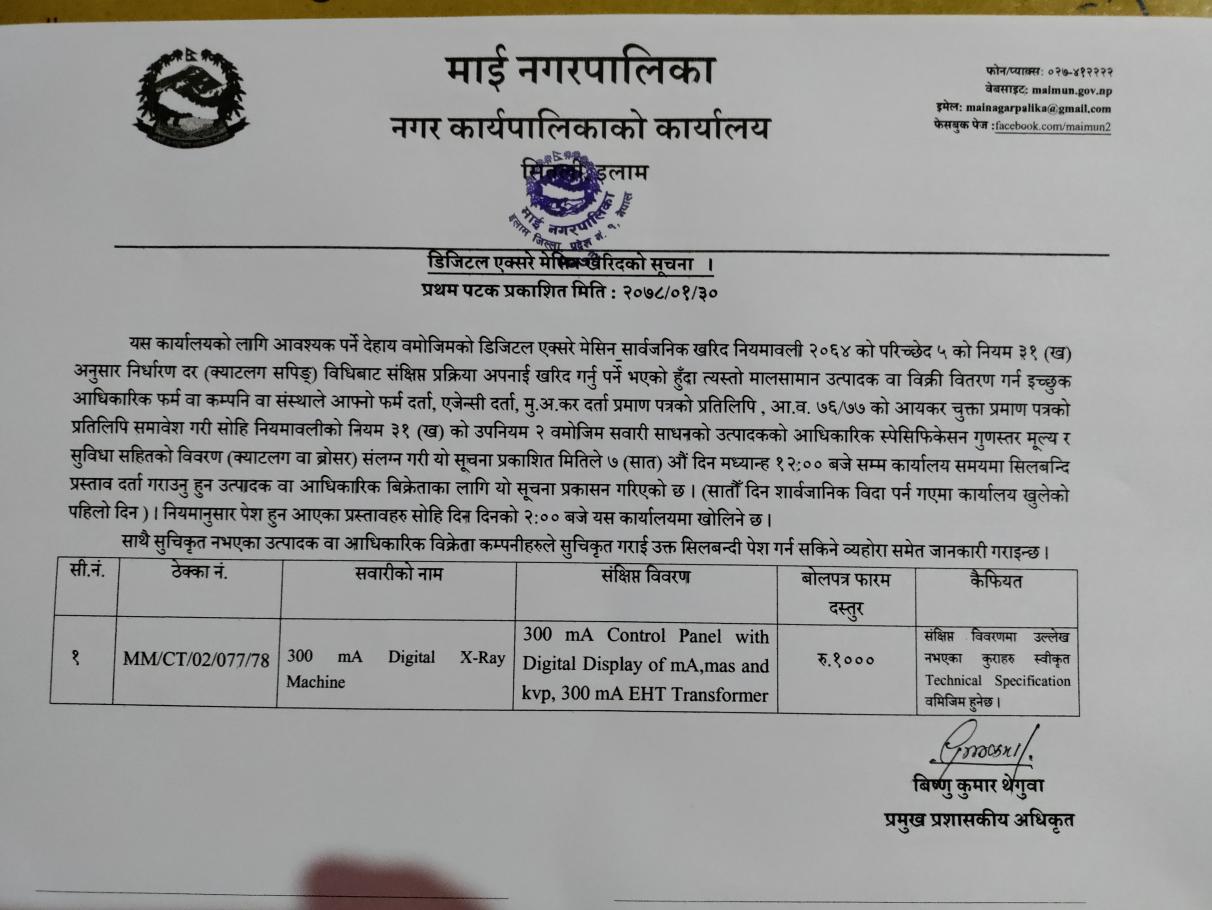 माई नगरपालिका
नगर कार्यपालिकाको कार्यालय
इलाम
फोन/प्याक्स: ०२७-४१२२२२
वेबसाइट: maimun.gov.np
इमेल: mainagarpalika@gmail.com
फेसबुक पेज :facebook.com/maimun2
माई नगरपालिका
इलाम जिल्ला, प्रदेश नं. १, नेपाल
डिजिटल एक्सरे मेसिन खरिदको सूचना ।
प्रथम पटक प्रकाशित मिति : २०७८/०१/३०
यस कार्यालयको लागि आवश्यक पर्ने देहाय वमोजिमको डिजिटल एक्सरे मेसिन सार्वजनिक खरिद नियमावली २०६४ को परिच्छेद ५ को नियम ३१ (ख)
अनुसार निर्धारण दर (क्याटलग सपिङ्) विधिबाट संक्षिप्त प्रक्रिया अपनाई खरिद गर्नु पर्ने भएको हुँदा त्यस्तो मालसामान उत्पादक वा विक्री वितरण गर्न इच्छुक
आधिकारिक फर्म वा कम्पनि वा संस्थाले आफ्नो फर्म दर्ता, एजेन्सी दर्ता, मु.अ.कर दर्ता प्रमाण पत्रको प्रतिलिपि , आ.व. ७६/७७ को आयकर चुक्ता प्रमाण पत्रको
प्रतिलिपि समावेश गरी सोहि नियमावलीको नियम ३१ (ख) को उपनियम २ वमोजिम सवारी साधनको उत्पादकको आधिकारिक स्पेसिफिकेसन गुणस्तर मूल्य र
सुविधा सहितको विवरण (क्याटलग वा ब्रोसर) संलग्न गरी यो सूचना प्रकाशित मितिले ७ (सात) औं दिन मध्यान्ह १२:०० बजे सम्म कार्यालय समयमा सिलबन्दि
प्रस्ताव दर्ता गराउनु हुन उत्पादक वा आधिकारिक बिक्रेताका लागि यो सूचना प्रकासन गरिएको छ । (सातौँ दिन शार्वजानिक विदा पर्न गएमा कार्यालय खुलेको
पहिलो दिन ) । नियमानुसार पेश हुन आएका प्रस्तावहरु सोहि दिन दिनको २:०० बजे यस कार्यालयमा खोलिने छ ।
साथै सुचिकृत नभएका उत्पादक वा आधिकारिक विक्रेता कम्पनीहरुले सुचिकृत गराई उक्त सिलबन्दी पेश गर्न सकिने व्यहोरा समेत जानकारी गराइन्छ ।
सी.नं. ठेक्का नं. सवारीको नाम संक्षिप्त विवरण बोलपत्र फारम कैफियत
दस्तुर
१ MM/CT/02/077/78
300 mA Digital X-Ray
Machine
300 mA Control Panel with
Digital Display of mA,mas and
kvp, 300 mA EHT Transformer
रु.१०००
संक्षिप्त विवरणमा उल्लेख
नभएका कुराहरु स्वीकृत
Technical Specification
वमिजिम हुनेछ ।
बिष्णु कुमार थेगुवा
प्रमुख प्रशासकीय अधिकृत